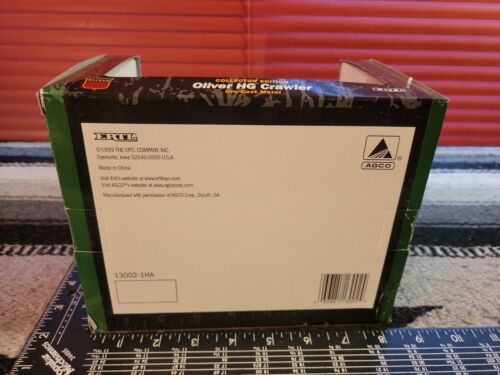 OLIVER
COLLECTOR EDITION
Oliver HG Crawler
Die-Cast Metal
ERTL
ERTL
©1999 THE ERTL COMPANY, INC.
Dyersville, Iowa 52040-0500 U.S.A.
Made in China.
Visit Ertl's website at www.ertltoys.com
Visit AGCO®'s website at www.agcocorp.com
Manufactured with permission of AGCO Corp., Duluth, GA.
AGCO®
13002-1HA